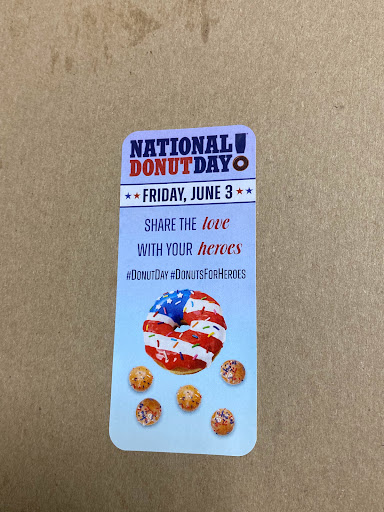 NATIONAL!
DONUT DAY
FRIDAY, JUNE 3
SHARE THE love
WITH YOUR heroes
#DONUTDAY #DONUTSFORHEROES